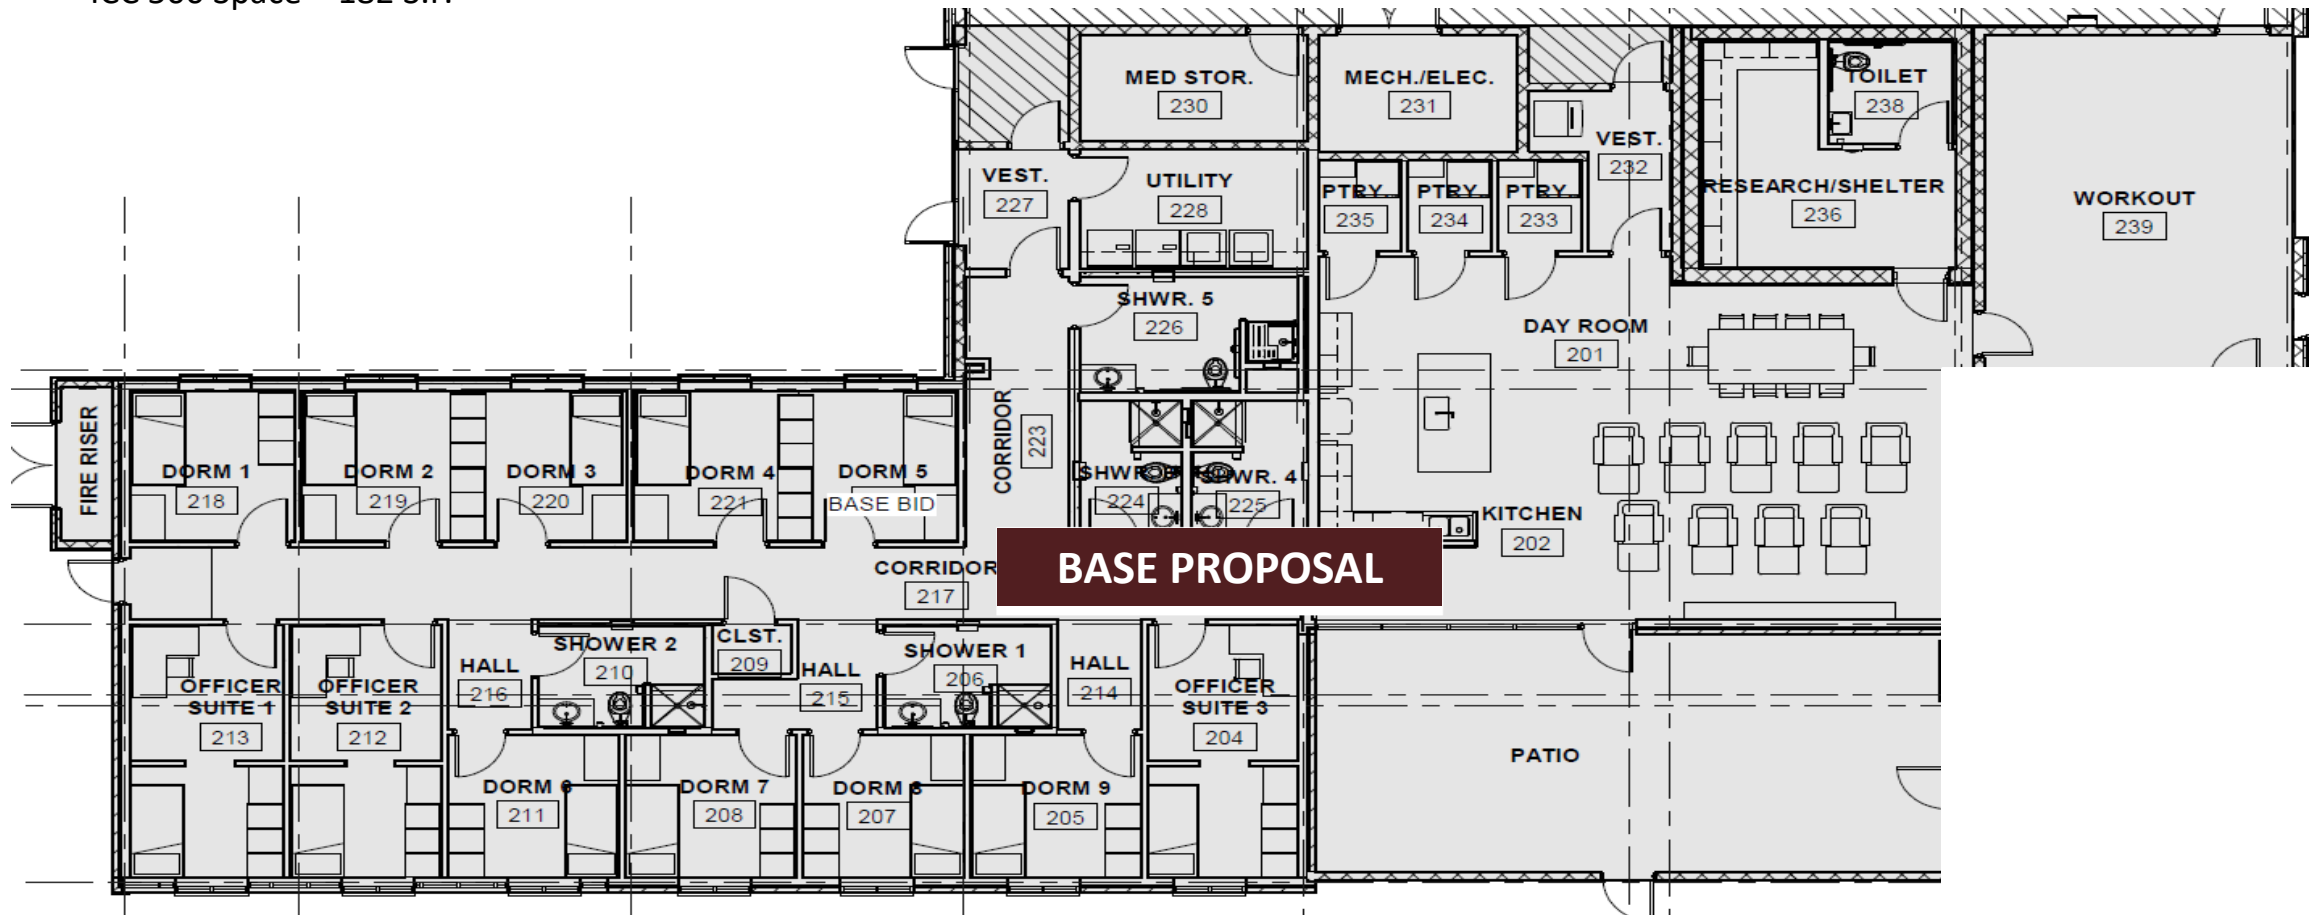 MED STOR.
230
MECH./ELEC.
231
TOILET
238
VEST.
232
VEST.
227
UTILITY
228
PTRY.
235
PTRY.
234
PTRY.
233
RESEARCH/SHELTER
236
WORKOUT
239
SHWR. 5
226
DAY ROOM
201
CORRIDOR
223
FIRE RISER
DORM 1
218
DORM 2
219
DORM 3
220
DORM 4
221
DORM 5
BASE BID
SHWR.
224
SHWR. 4
225
KITCHEN
202
BASE PROPOSAL
CORRIDOR
217
SHOWER 2
210
CLST.
209
SHOWER 1
206
HALL
216
HALL
215
HALL
214
OFFICER
SUITE 1
213
OFFICER
SUITE 2
212
OFFICER
SUITE 3
204
PATIO
DORM 6
211
DORM 7
208
DORM 8
207
DORM 9
205